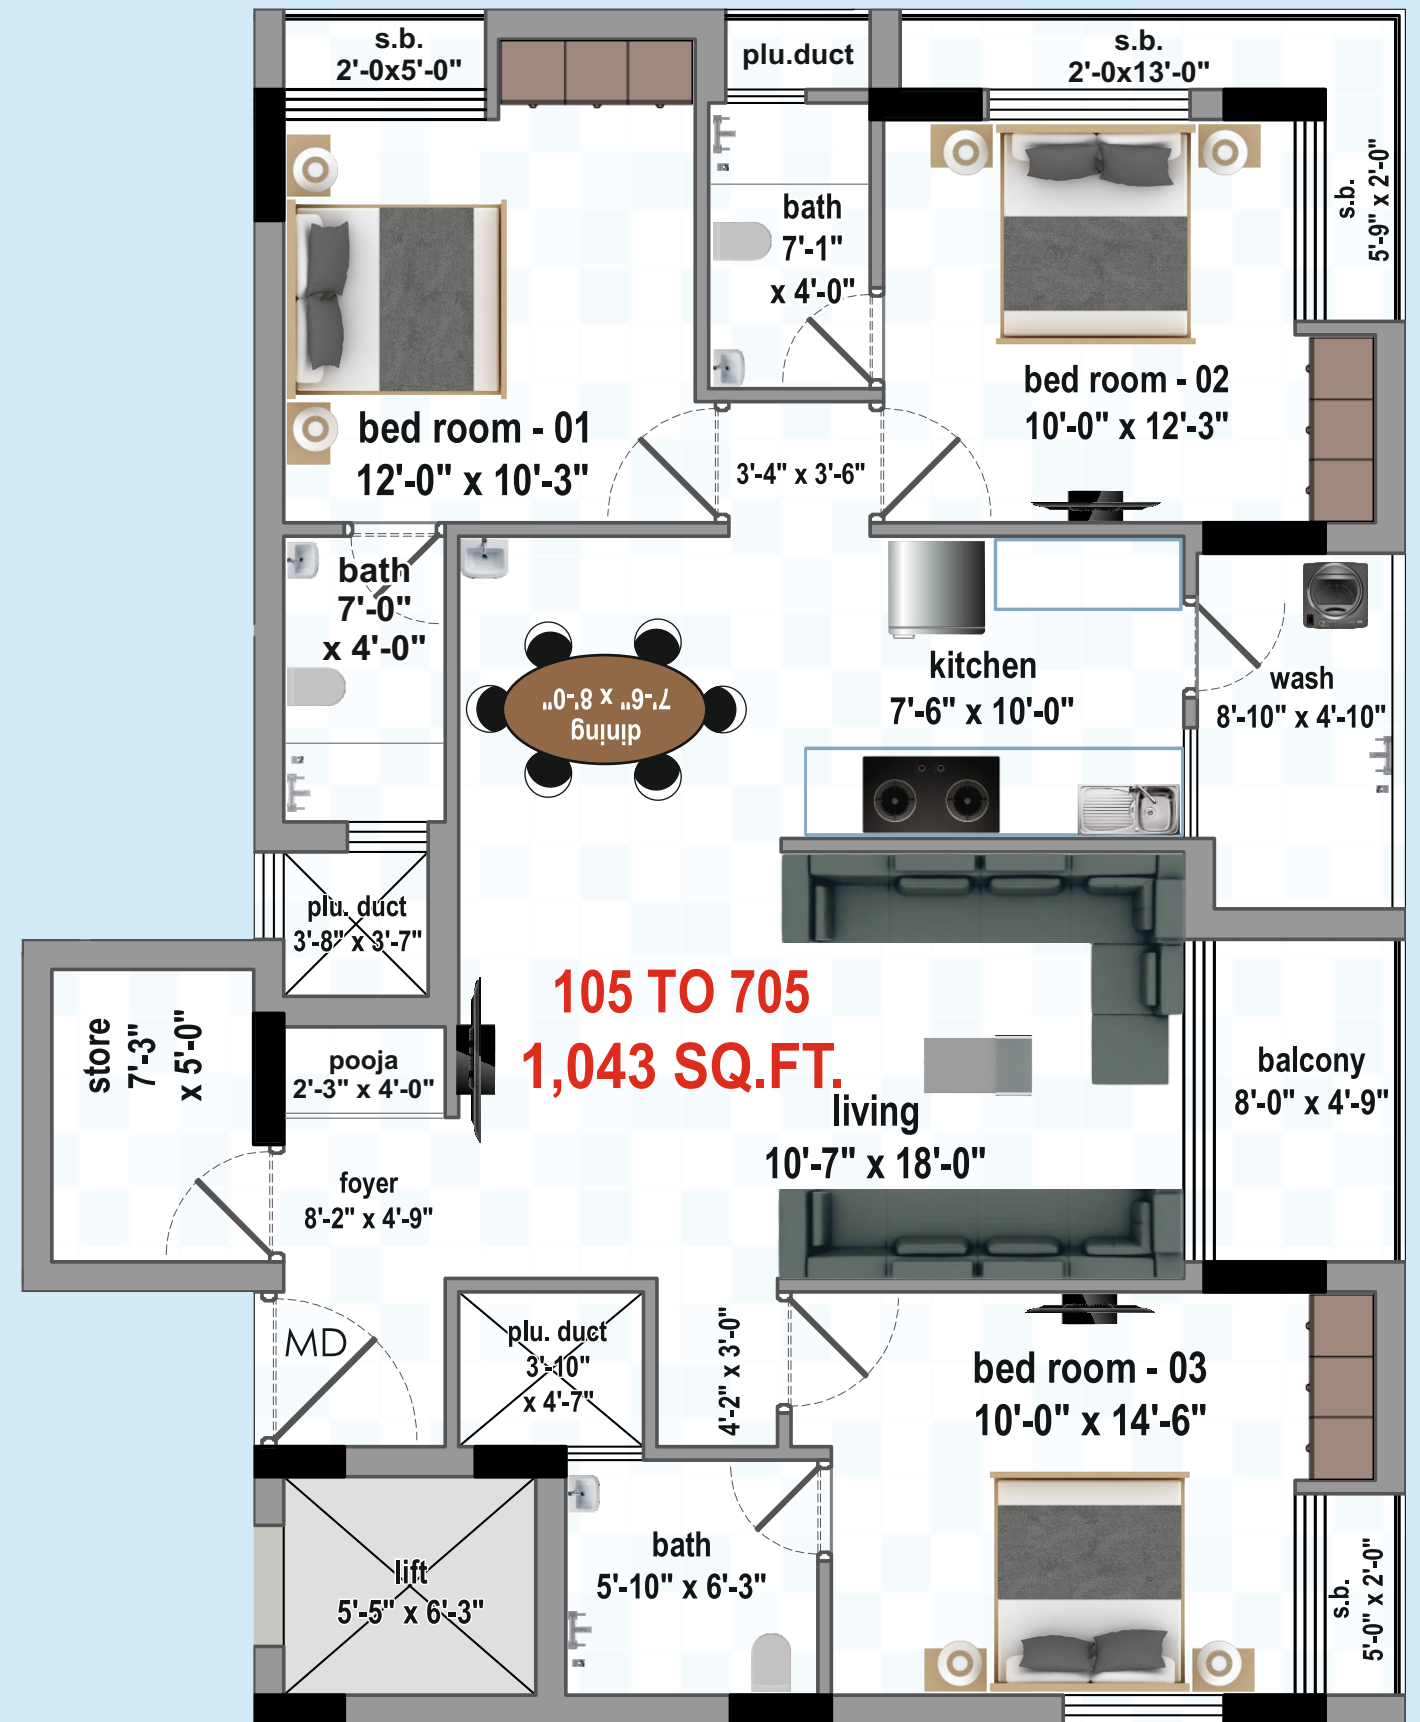 s.b.
2'-0x5'-0"
plu.duct
s.b.
2'-0x13'-0"
s.b.
5'-9" x 2'-0"
bath
7'-1"
x 4'-0"
bed room - 01
12'-0" x 10'-3"
bed room - 02
10'-0" x 12'-3"
3'-4" x 3'-6"
bath
7'-0"
x 4'-0"
dining
7'-6" x 8'-0"
kitchen
7'-6" x 10'-0"
wash
8'-10" x 4'-10"
plu. duct
3'-8" x 3'-7"
105 TO 705
1,043 SQ.FT.
store
7'-3"
x 5'-0"
pooja
2'-3" x 4'-0"
living
10'-7" x 18'-0"
balcony
8'-0" x 4'-9"
foyer
8'-2" x 4'-9"
MD
plu. duct
3'-10"
x 4'-7"
4'-2" x 3'-0"
bed room - 03
10'-0" x 14'-6"
lift
5'-5" x 6'-3"
bath
5'-10" x 6'-3"
s.b.
5'-0" x 2'-0"